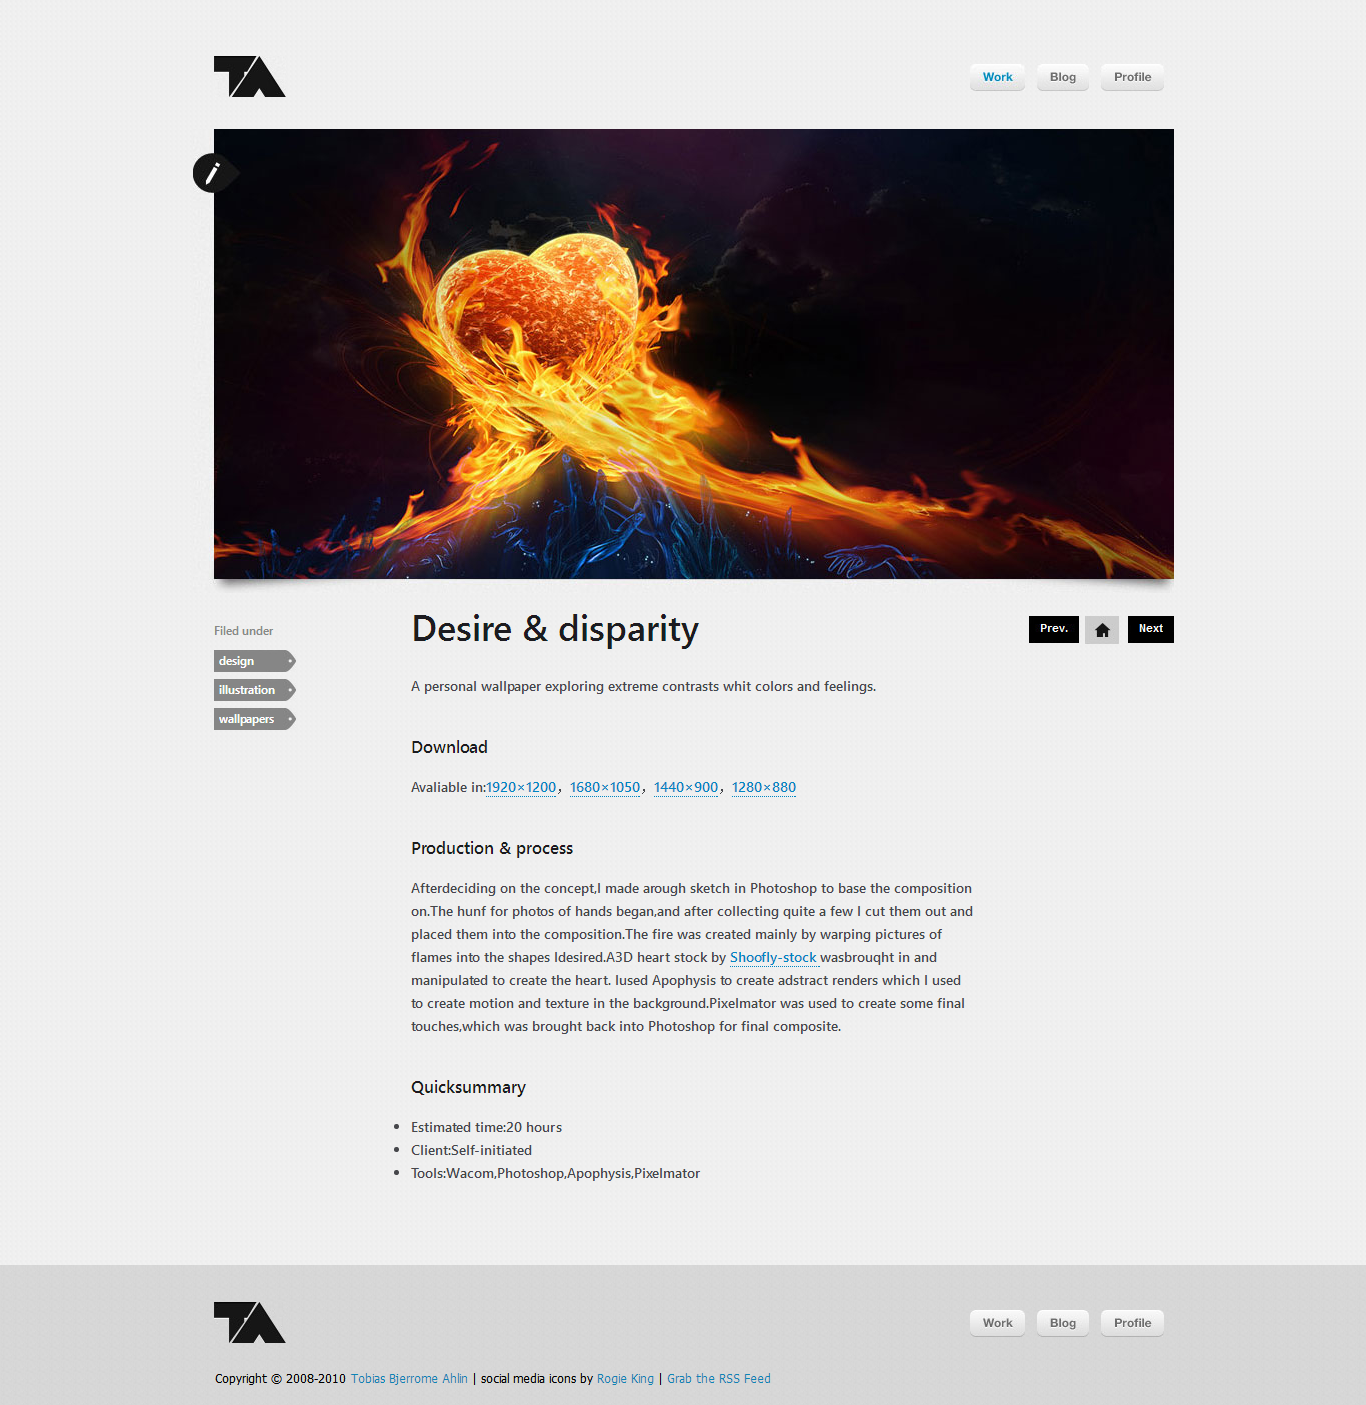 TA
Work Blog Profile
Filed under
design
illustration
wallpapers
Desire & disparity
Prev. Next
A personal wallpaper exploring extreme contrasts whit colors and feelings.
Download
Avaliable in:1920×1200, 1680×1050, 1440×900, 1280×880
Production & process
Afterdeciding on the concept,I made arough sketch in Photoshop to base the composition
on.The hunf for photos of hands began,and after collecting quite a few I cut them out and
placed them into the composition.The fire was created mainly by warping pictures of
flames into the shapes Idesired.A3D heart stock by Shoofly-stock wasbrouqht in and
manipulated to create the heart. Iused Apophysis to create adstract renders which I used
to create motion and texture in the background.Pixelmator was used to create some final
touches,which was brought back into Photoshop for final composite.
Quicksummary
• Estimated time:20 hours
• Client:Self-initiated
• Tools:Wacom,Photoshop,Apophysis,Pixelmator
TA
Work Blog Profile
Copyright © 2008-2010 Tobias Bjerrome Ahlin | social media icons by Rogie King | Grab the RSS Feed